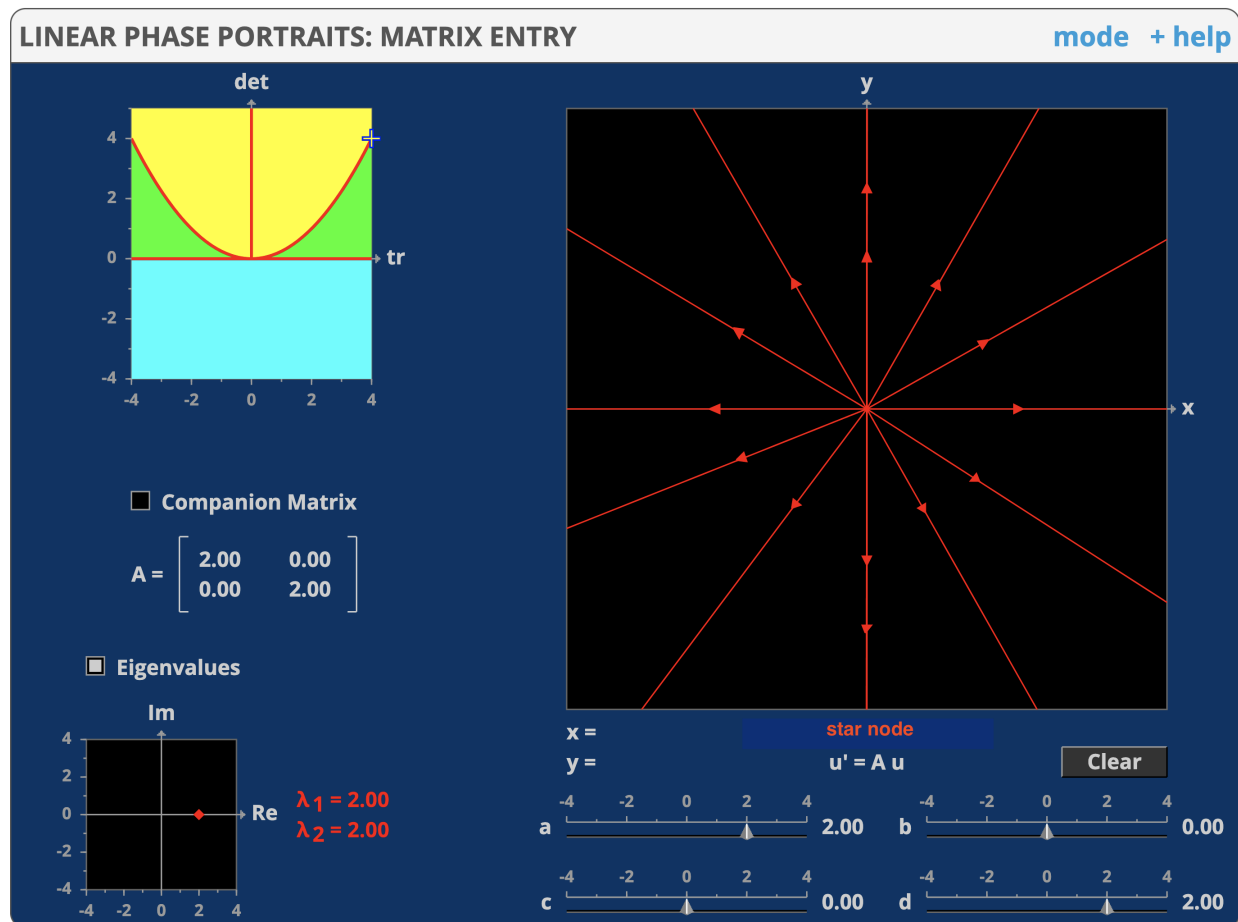 LINEAR PHASE PORTRAITS: MATRIX ENTRY mode + help
det
4
2
0
-2
-4
tr
-4 -2 0 2 4
Companion Matrix
A =
2.00 0.00
0.00 2.00
Eigenvalues
Im
4
2
0
-2
-4
Re
-4 -2 0 2 4
λ1 = 2.00
λ2 = 2.00
y
x
x = star node
y = u' = A u Clear
-4 -2 0 2 4
a 2.00
-4 -2 0 2 4
b 0.00
-4 -2 0 2 4
c 0.00
-4 -2 0 2 4
d 2.00